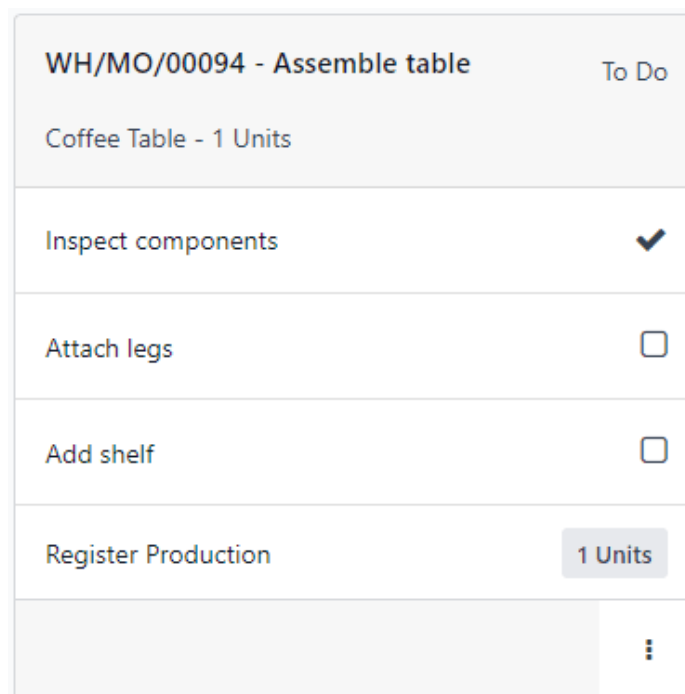 WH/MO/00094 - Assemble table
To Do
Coffee Table - 1 Units
Inspect components
Attach legs
Add shelf
Register Production
1 Units